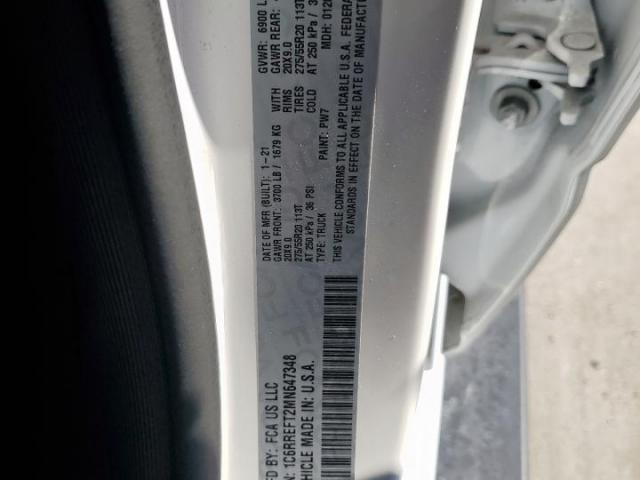 FD BY: FCA US LLC
DATE OF MFR (BUILT): 1-21
GVWR: 6900 L
GAWR FRONT: 3700 LB / 1679 KG WITH
GAWR REAR:
20X9.0 RIMS 20X9.0
275/55R20 113T TIRES 275/55R20 113T
AT 250 kPa / 36 PSI COLD AT 250 kPa / 3
TYPE: TRUCK PAINT: PW7 MDH: 012
THIS VEHICLE CONFORMS TO ALL APPLICABLE U.S.A. FEDERA
STANDARDS IN EFFECT ON THE DATE OF MANUFACTU
N: 1C6RREFT2MN647348
EHICLE MADE IN: U.S.A.